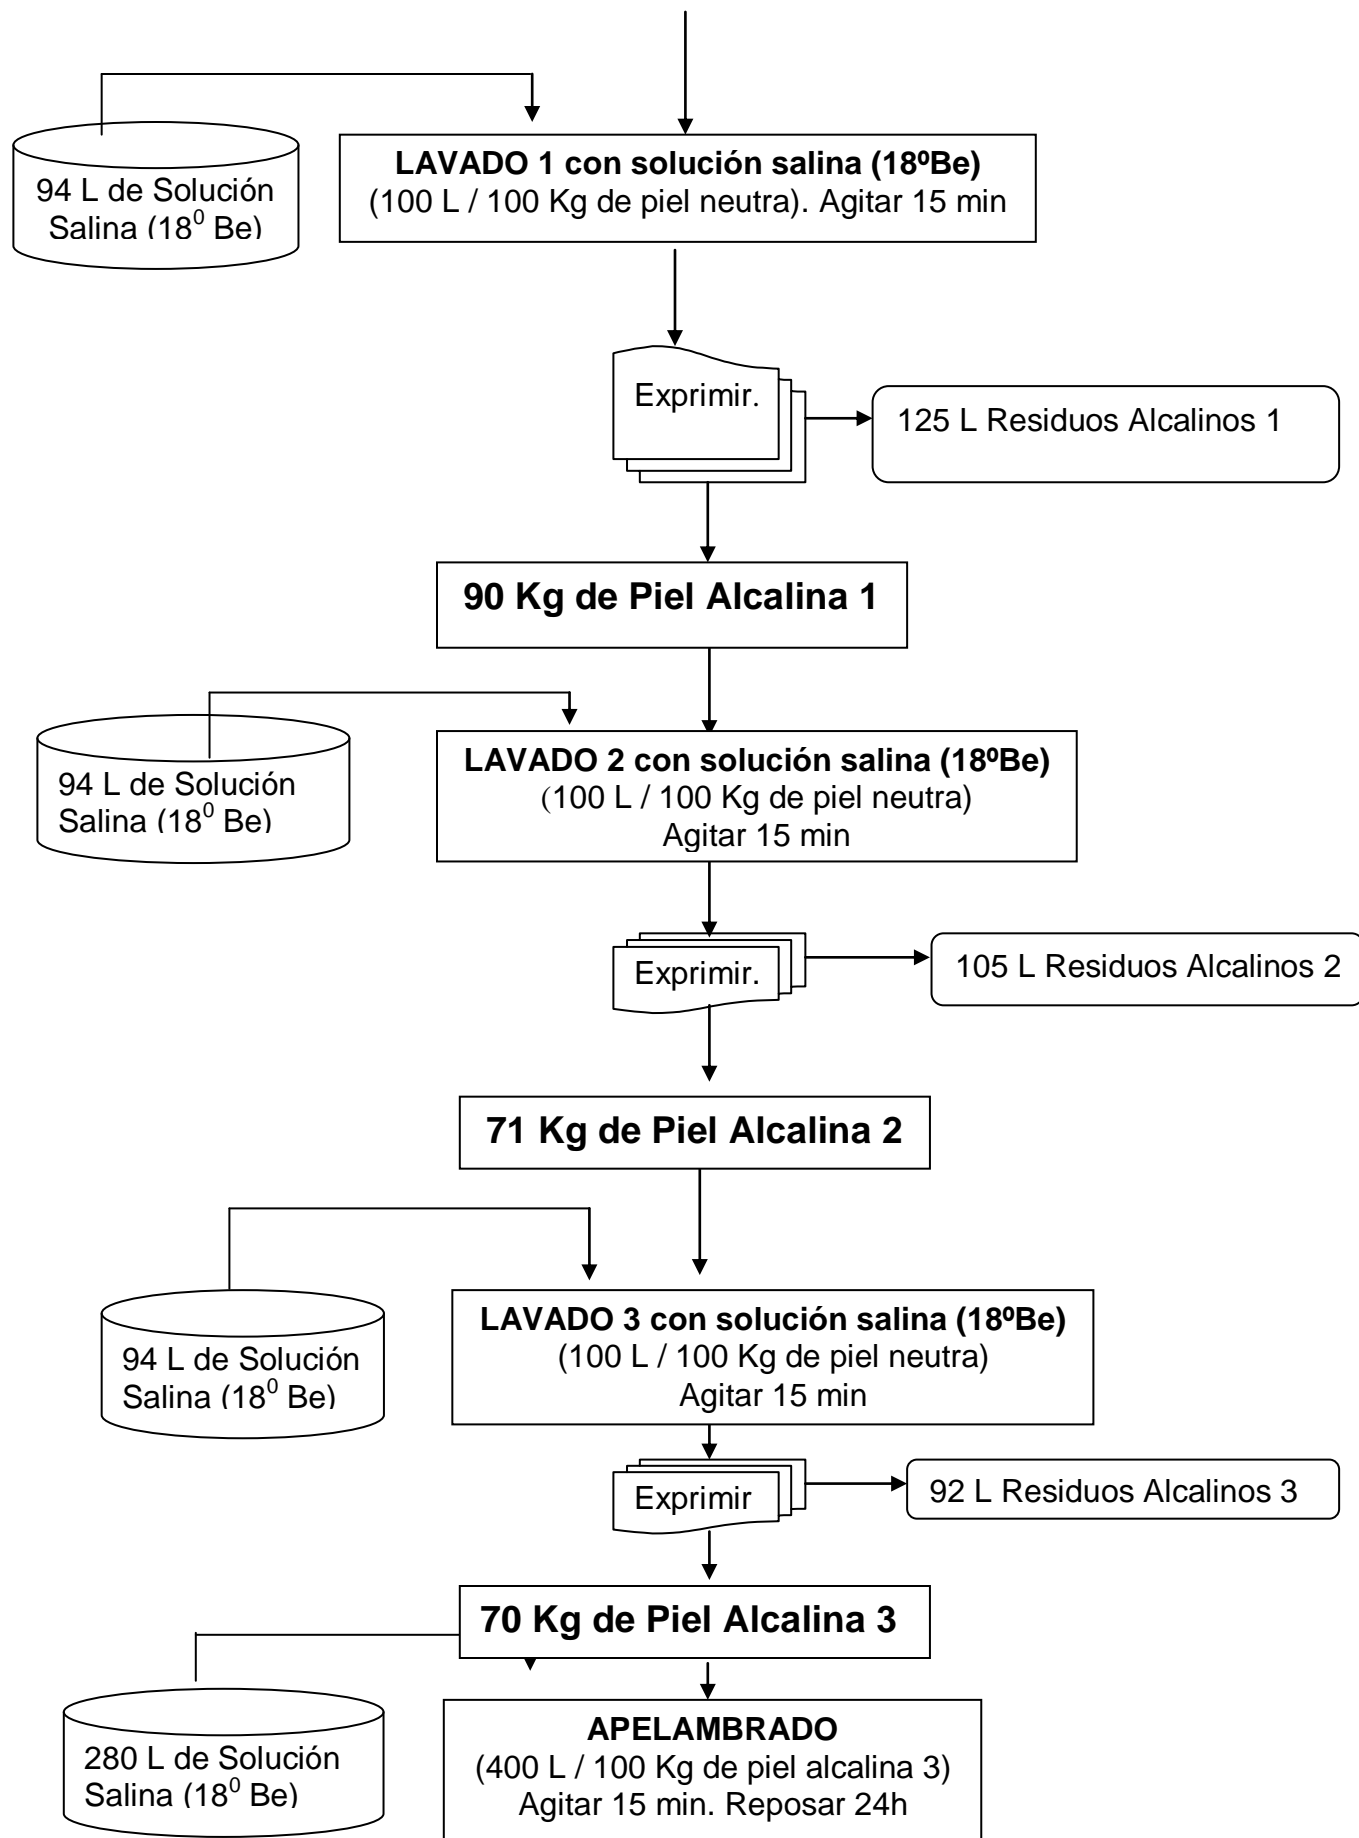 LAVADO 1 con solución salina (18ºBe)
(100 L / 100 Kg de piel neutra). Agitar 15 min
94 L de Solución
Salina (18⁰ Be)
Exprimir.
125 L Residuos Alcalinos 1
90 Kg de Piel Alcalina 1
LAVADO 2 con solución salina (18ºBe)
(100 L / 100 Kg de piel neutra)
Agitar 15 min
94 L de Solución
Salina (18⁰ Be)
Exprimir.
105 L Residuos Alcalinos 2
71 Kg de Piel Alcalina 2
LAVADO 3 con solución salina (18ºBe)
(100 L / 100 Kg de piel neutra)
Agitar 15 min
94 L de Solución
Salina (18⁰ Be)
Exprimir
92 L Residuos Alcalinos 3
70 Kg de Piel Alcalina 3
APELAMBRADO
(400 L / 100 Kg de piel alcalina 3)
Agitar 15 min. Reposar 24h
280 L de Solución
Salina (18⁰ Be)